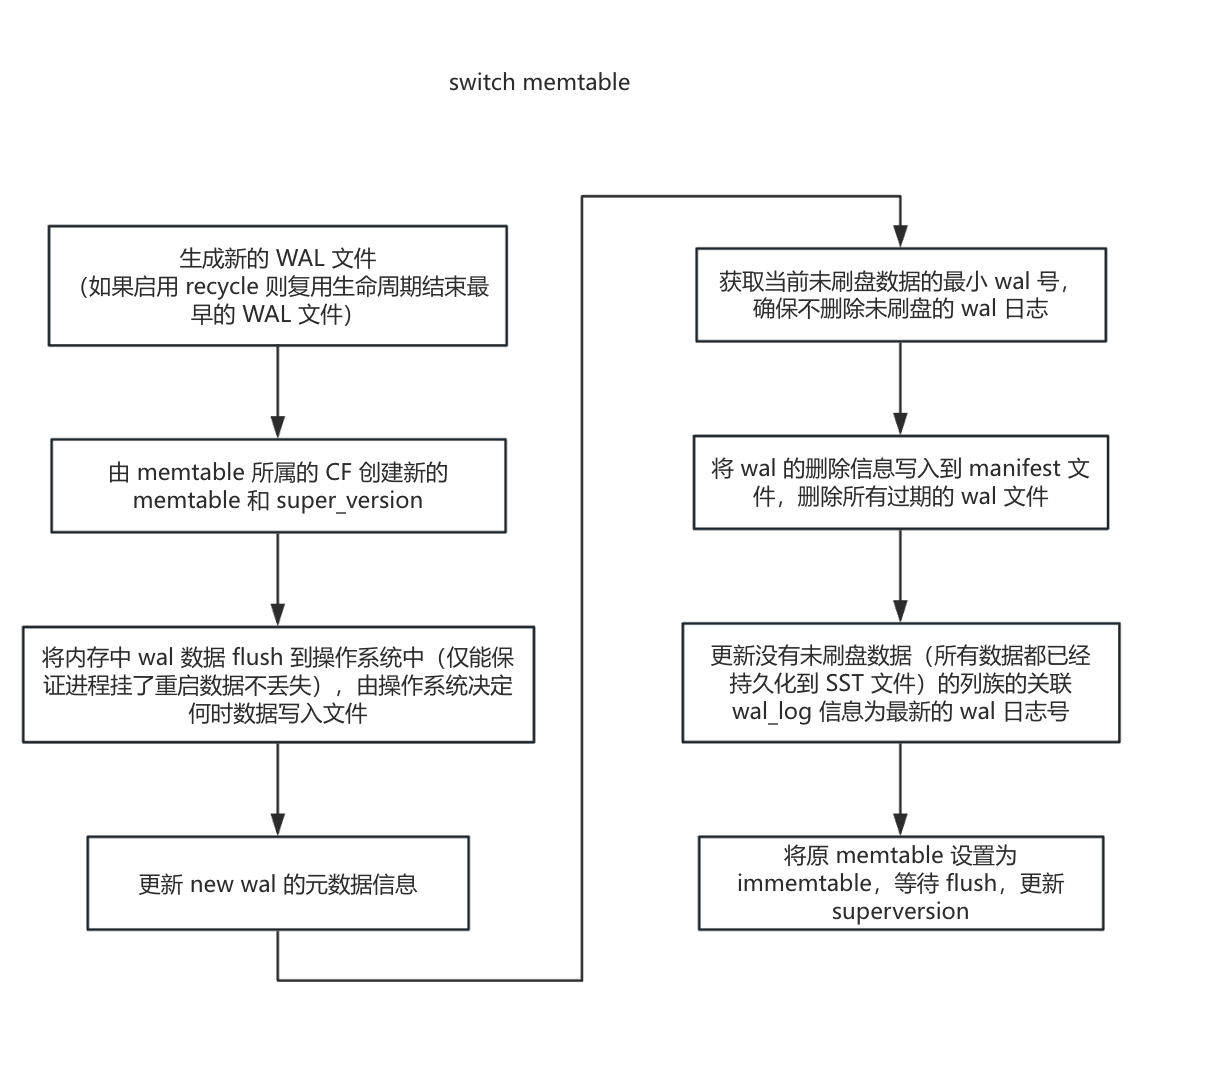 switch memtable
生成新的 WAL 文件
（如果启用 recycle 则复用生命周期结束最
早的 WAL 文件）
由 memtable 所属的 CF 创建新的
memtable 和 super_version
将内存中 wal 数据 flush 到操作系统中（仅能保
证进程挂了重启数据不丢失），由操作系统决定
何时数据写入文件
更新 new wal 的元数据信息
获取当前未刷盘数据的最小 wal 号，
确保不删除未刷盘的 wal 日志
将 wal 的删除信息写入到 manifest 文
件，删除所有过期的 wal 文件
更新没有未刷盘数据（所有数据都已经
持久化到 SST 文件）的列族的关联
wal_log 信息为最新的 wal 日志号
将原 memtable 设置为
immemtable，等待 flush，更新
superversion